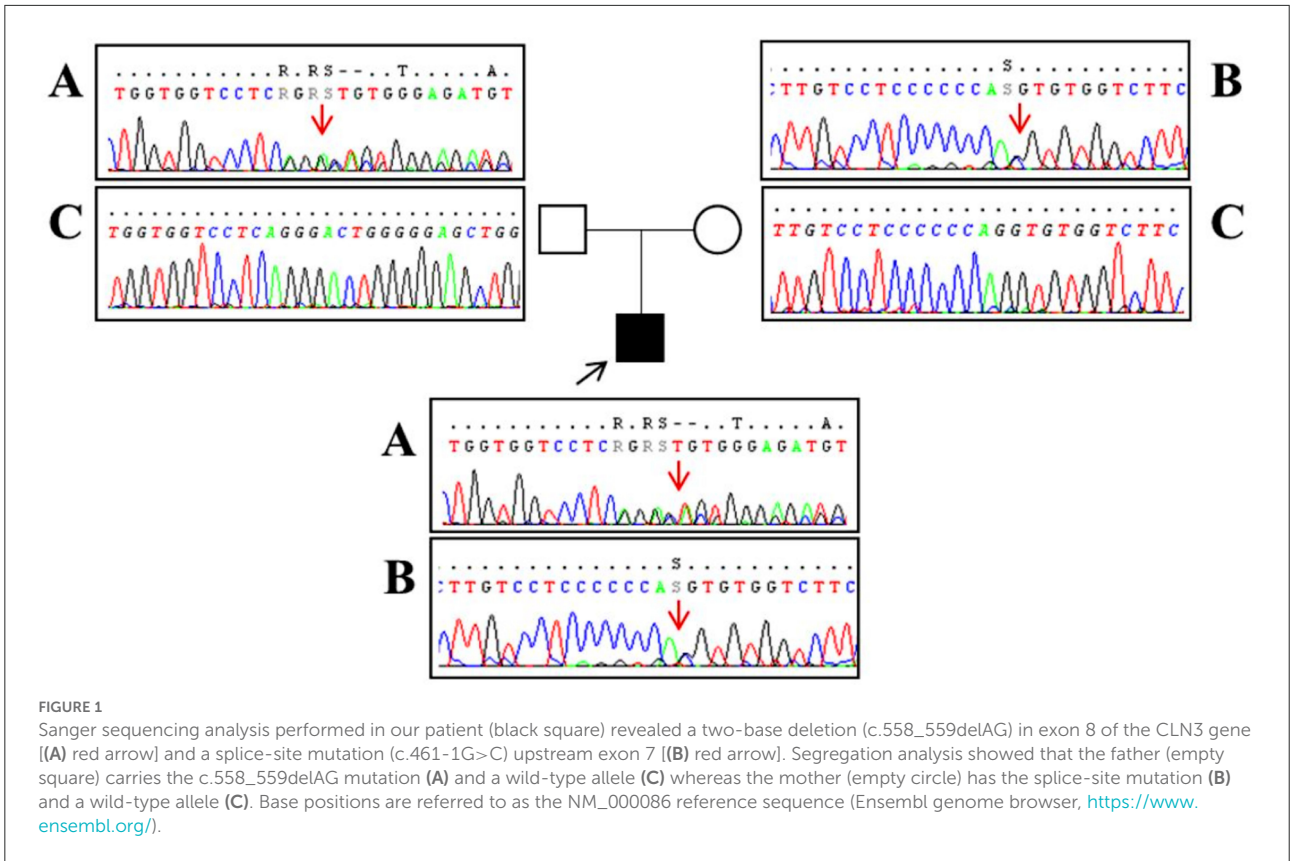 A
. . . . . . . . . . . R . R S - - . . T . . . . . A .
T G G T G G T C C T C R G R S T G T G G G A G A T G T
B
. . . . . . . . . . . . . . . S . . . . . . . . . . .
C T T G T C C T C C C C C C A S G T G T G G T C T T C
C
T G G T G G T C C T C A G G G A C T G G G G G A G C T G G
T T G T C C T C C C C C C A G G T G T G G T C T T C
C
A
. . . . . . . . . . . R . R S - - . . T . . . . . A .
T G G T G G T C C T C R G R S T G T G G G A G A T G T
B
. . . . . . . . . . . . . . . S . . . . . . . . . . .
C T T G T C C T C C C C C C A S G T G T G G T C T T C
FIGURE 1
Sanger sequencing analysis performed in our patient (black square) revealed a two-base deletion (c.558_559delAG) in exon 8 of the CLN3 gene
[(A) red arrow] and a splice-site mutation (c.461-1G>C) upstream exon 7 [(B) red arrow]. Segregation analysis showed that the father (empty
square) carries the c.558_559delAG mutation (A) and a wild-type allele (C) whereas the mother (empty circle) has the splice-site mutation (B)
and a wild-type allele (C). Base positions are referred to as the NM_000086 reference sequence (Ensembl genome browser, https://www.
ensembl.org/).